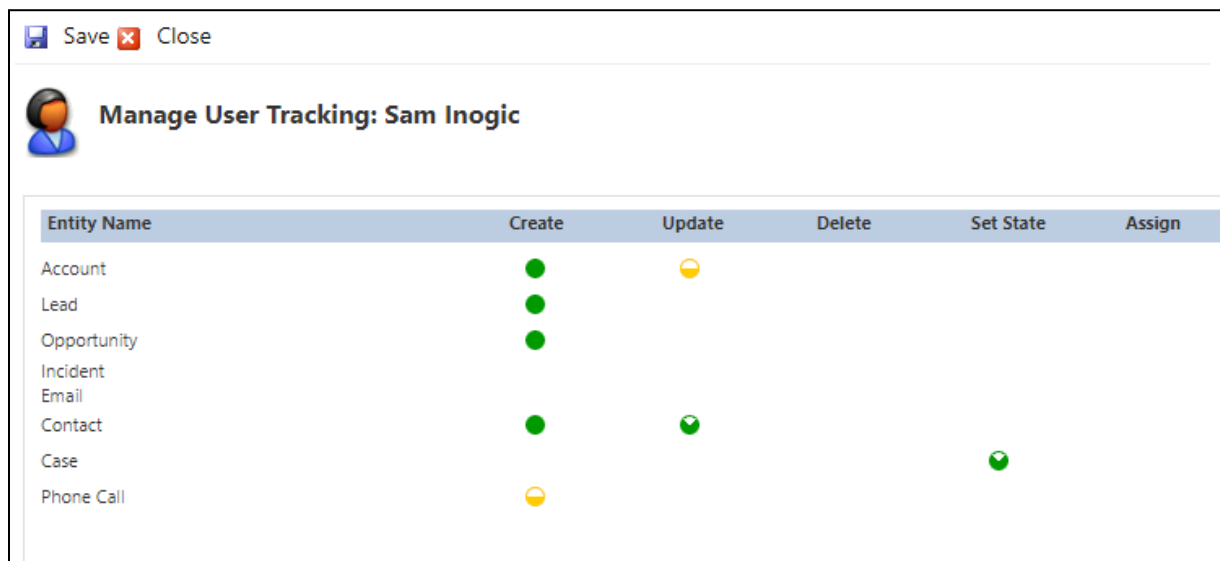 Save Close
Manage User Tracking: Sam Inogic
Entity Name Create Update Delete Set State Assign
Account
Lead
Opportunity
Incident
Email
Contact
Case
Phone Call